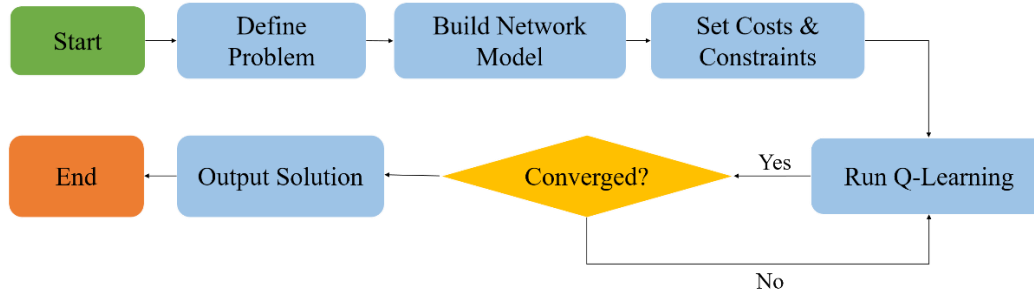 Start
Define
Problem
Build Network
Model
Set Costs &
Constraints
End
Output Solution
Converged?
Yes
Run Q-Learning
No